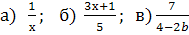 а) 1/x; б) 3x+1/5; в) 7/4−2b